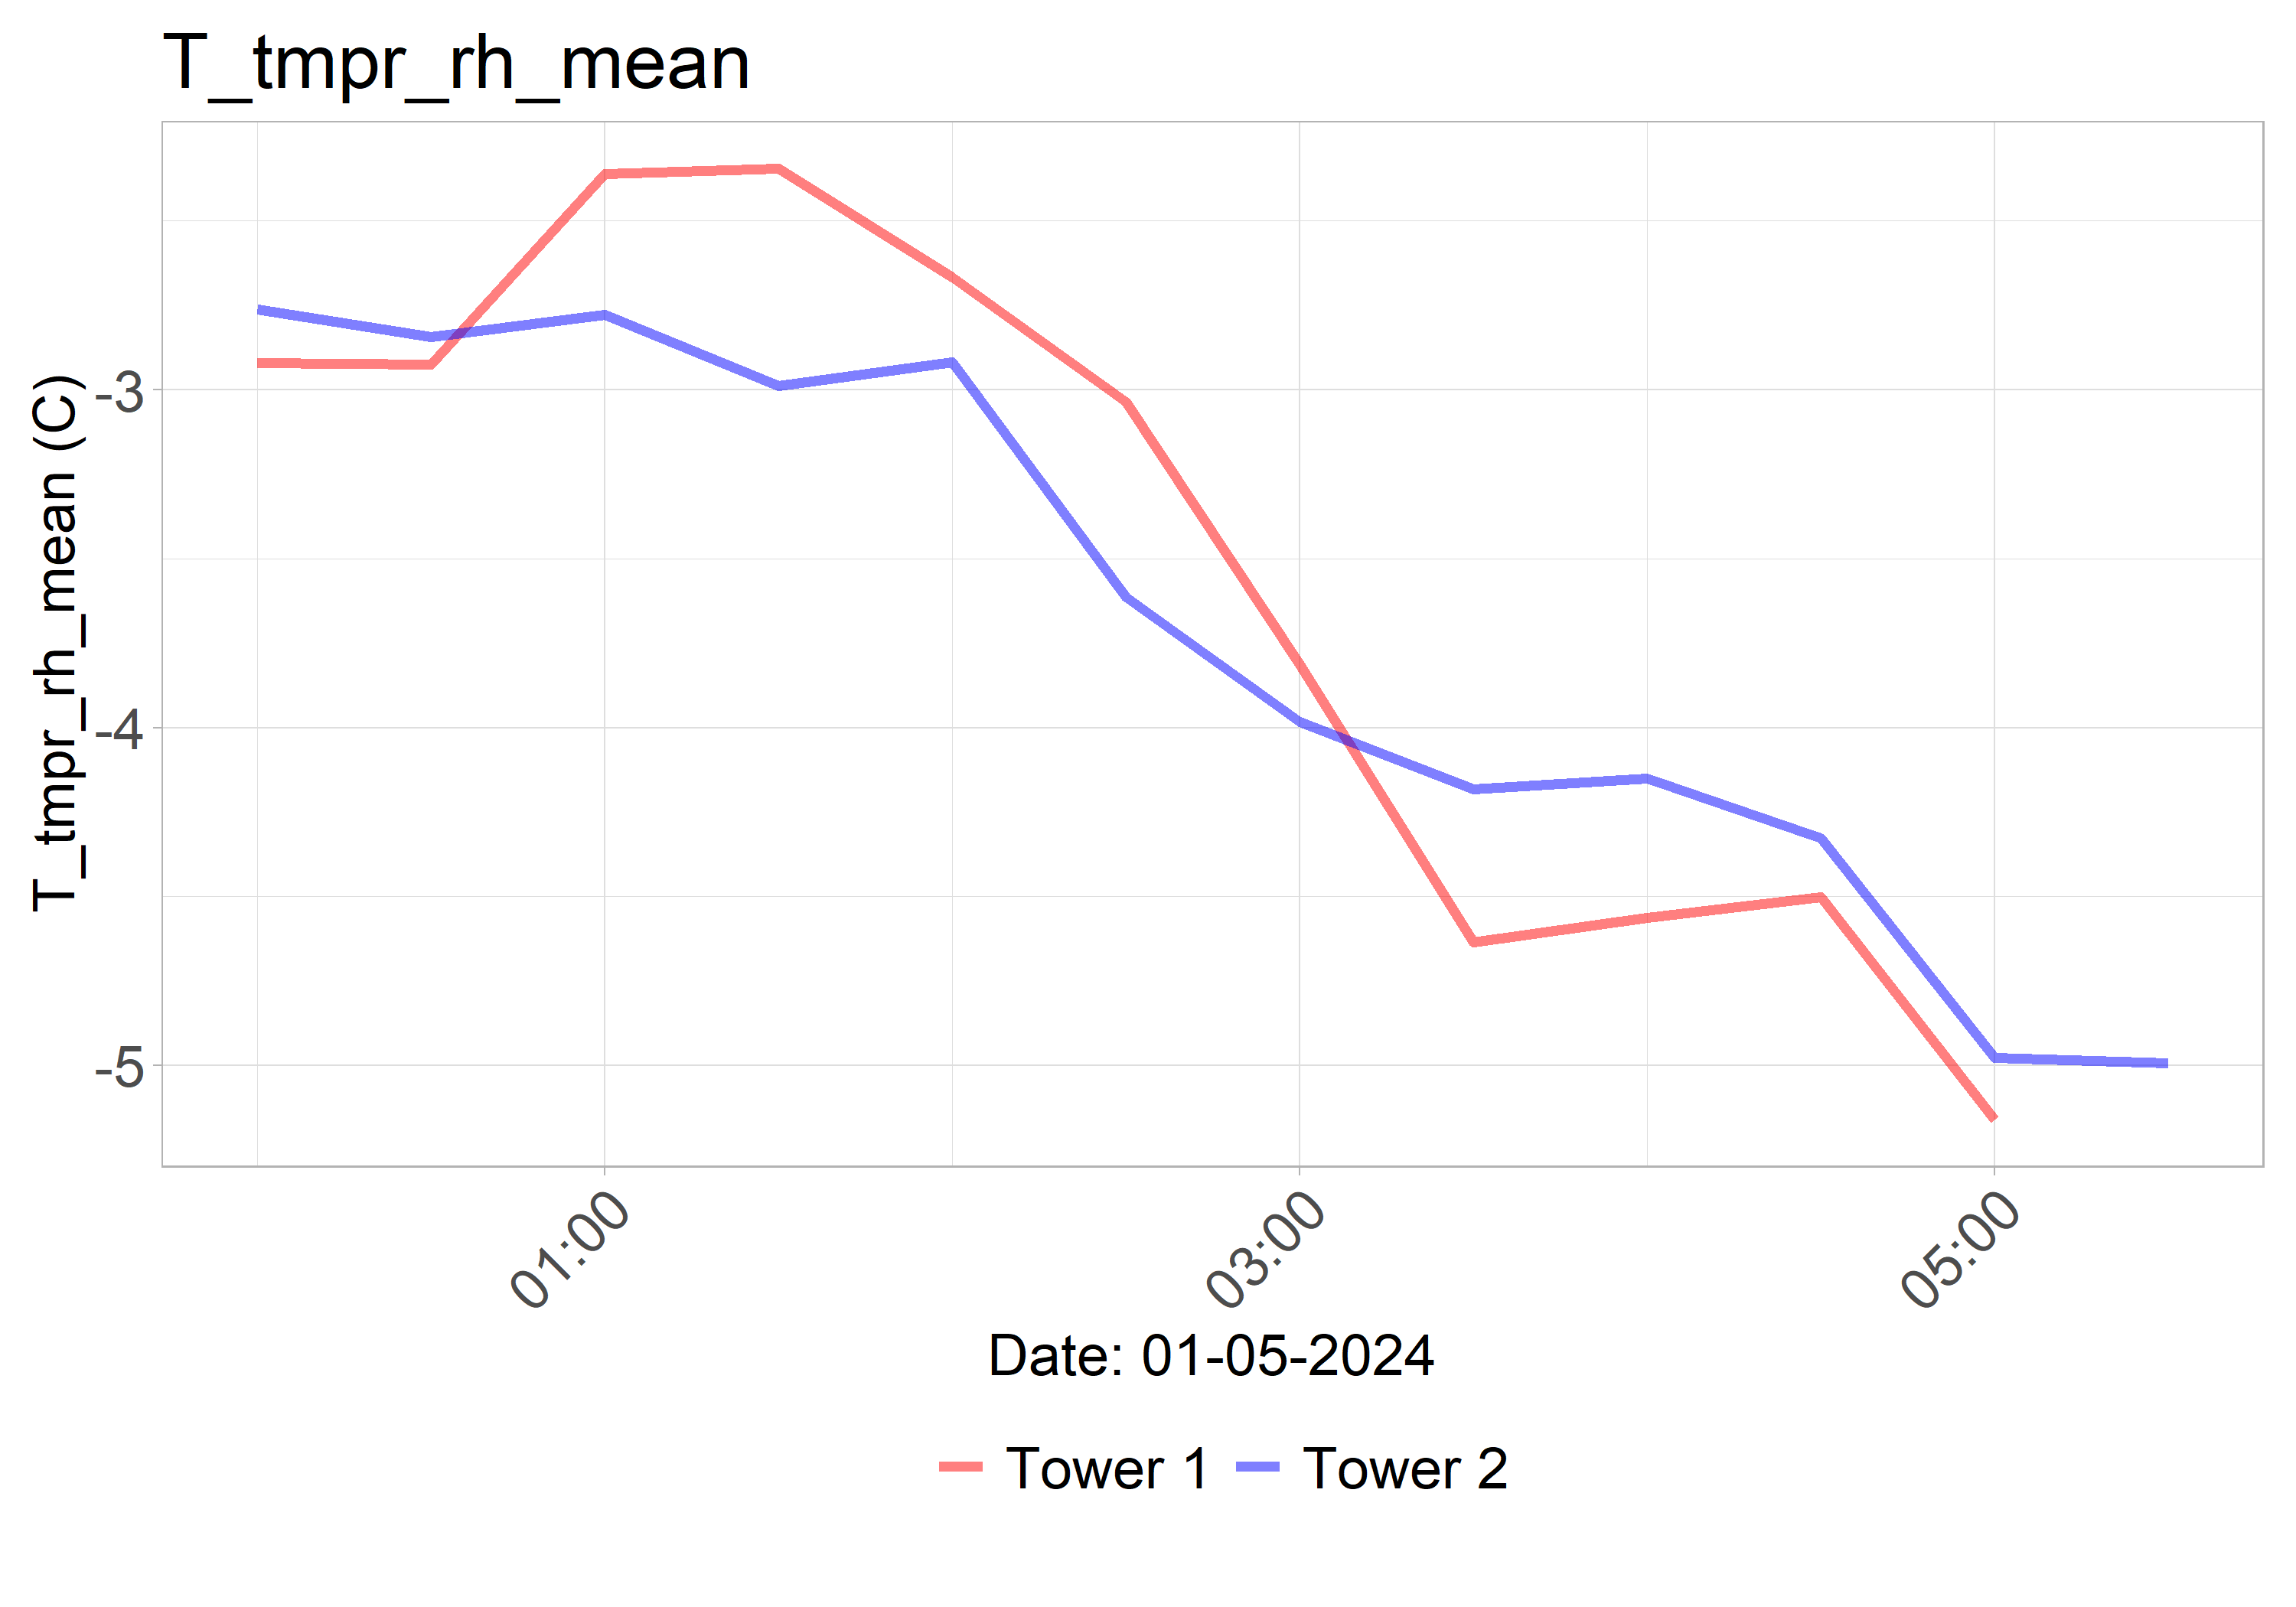 T_tmpr_rh_mean
T_tmpr_rh_mean (C)
-3
-4
-5
01:00
03:00
05:00
Date: 01-05-2024
Tower 1
Tower 2